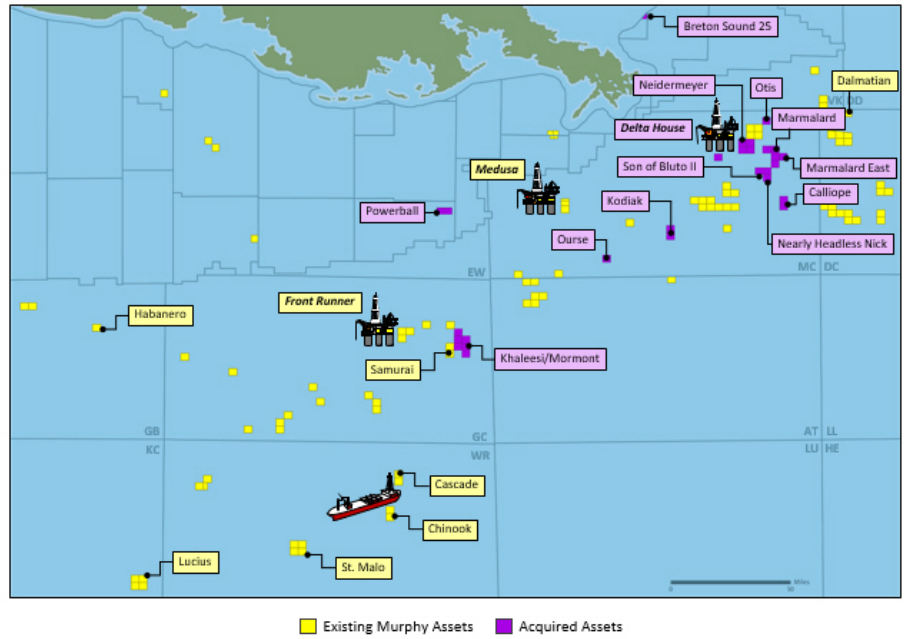 Breton Sound 25
Neidermeyer
Otis
Dalmatian
VK DD
Delta House
Marmalard
Medusa
Son of Bluto II
Marmalard East
Kodiak
Calliope
Powerball
Ourse
Nearly Headless Nick
EW
MC DC
Front Runner
Habanero
Khaleesi/Mormont
Samurai
GB
GC
AT LL
KC
WR
LU HE
Cascade
Chinook
Lucius
St. Malo
Miles
0
50
Existing Murphy Assets
Acquired Assets